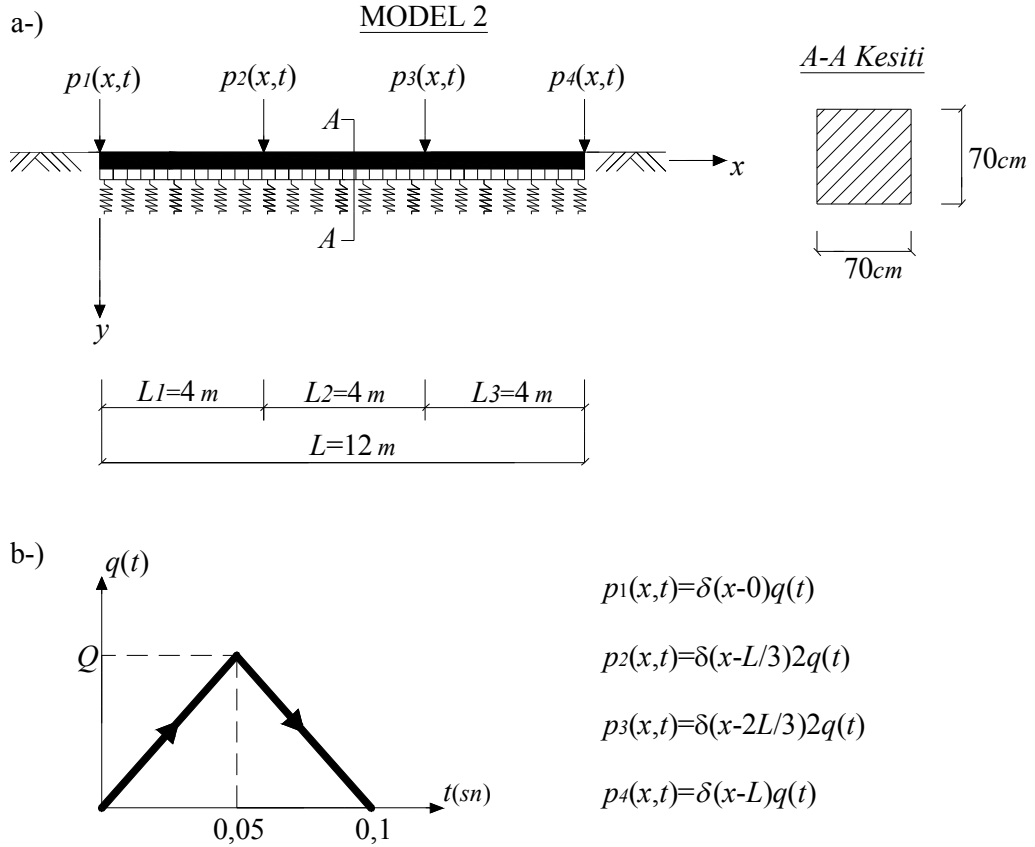 a-)
MODEL 2
p1(x,t) p2(x,t) p3(x,t) p4(x,t)
A-A Kesiti
A
x
70cm
A
70cm
y
L1=4 m L2=4 m L3=4 m
L=12 m
b-)
q(t)
p1(x,t)=δ(x-0)q(t)
Q
p2(x,t)=δ(x-L/3)2q(t)
p3(x,t)=δ(x-2L/3)2q(t)
p4(x,t)=δ(x-L)q(t)
t(sn)
0,05 0,1